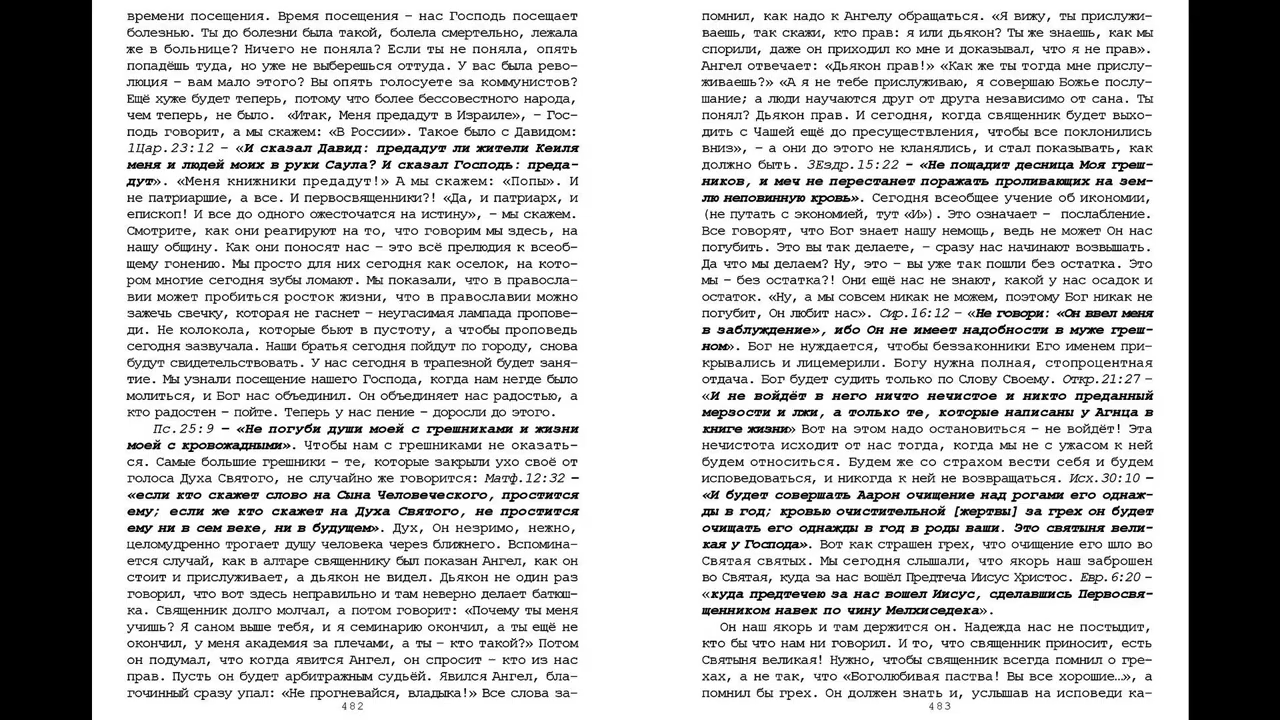 времени посещения. Время посещения – нас Господь посещает
болезнью. Ты до болезни была такой, болела смертельно, лежала
же в больнице? Ничего не поняла? Если ты не поняла, опять
попадёшь туда, но уже не выберешься оттуда. У вас была рево–
люция – вам мало этого? Вы опять голосуете за коммунистов?
Ещё хуже будет теперь, потому что более бессовестного народа,
чем теперь, не было. «Итак, Меня предадут в Израиле», – Гос–
подь говорит, а мы скажем: «В России». Такое было с Давидом:
1Цар.23:12 – «И сказал Давид: предадут ли жители Кеиля
меня и людей моих в руки Саула? И сказал Господь: преда–
дут». «Меня книжники предадут!» А мы скажем: «Попы». И
не патриаршие, а все. И первосвященники?! «Да, и патриарх, и
епископ! И все до одного ожесточатся на истину», – мы скажем.
Смотрите, как они реагируют на то, что говорим мы здесь, на
нашу общину. Как они поносят нас – это всё прелюдия к всеоб–
щему гонению. Мы просто для них сегодня как оселок, на кото–
ром многие сегодня зубы ломают. Мы показали, что в правосла–
вии может пробиться росток жизни, что в православии можно
зажечь свечку, которая не гаснет – неугасимая лампада пропове–
ди. Не колокола, которые бьют в пустоту, а чтобы проповедь
сегодня зазвучала. Наши братья сегодня пойдут по городу, снова
будут свидетельствовать. У нас сегодня в трапезной будет заня–
тие. Мы узнали посещение нашего Господа, когда нам негде было
молиться, и Бог нас объединил. Он объединяет нас радостью, а
кто радостен – пойте. Теперь у нас пение – доросли до этого.
Пс.25:9 – «Не погуби души моей с грешниками и жизни
моей с кровожадными». Чтобы нам с грешниками не оказать–
ся. Самые большие грешники – те, которые закрыли ухо своё от
голоса Духа Святого, не случайно же говорится: Матф.12:32 –
«если кто скажет слово на Сына Человеческого, простится
ему; если же кто скажет на Духа Святого, не простится
ему ни в сем веке, ни в будущем». Дух, Он незримо, нежно,
целомудренно трогает душу человека через ближнего. Вспомина–
ется случай, как в алтаре священнику был показан Ангел, как он
стоит и прислуживает, а дьякон не видел. Дьякон не один раз
говорил, что вот здесь неправильно и там неверно делает батюш–
ка. Священник долго молчал, а потом говорит: «Почему ты меня
учишь? Я саном выше тебя, и я семинарию окончил, а ты ещё не
окончил, у меня академия за плечами, а ты – кто такой?» Потом
он подумал, что когда явится Ангел, он спросит – кто из нас
прав. Пусть он будет арбитражным судьёй. Явился Ангел, бла–
гочинный сразу упал: «Не прогневайся, владыка!» Все слова за–
482
помнил, как надо к Ангелу обращаться. «Я вижу, ты прислужи–
ваешь, так скажи, кто прав: я или дьякон? Ты же знаешь, как мы
спорили, даже он приходил ко мне и доказывал, что я не прав».
Ангел отвечает: «Дьякон прав!» «Как же ты тогда мне прислу–
живаешь?» «А я не тебе прислуживаю, я совершаю Божье послу–
шание; а люди научаются друг от друга независимо от сана. Ты
понял? Дьякон прав. И сегодня, когда священник будет выхо–
дить с Чашей ещё до пресуществления, чтобы все поклонились
вниз», – а они до этого не кланялись, и стал показывать, как
должно быть. 3Ездр.15:22 – «Не пощадит десница Моя греш–
ников, и меч не перестанет поражать проливающих на зем–
лю неповинную кровь». Сегодня всеобщее учение об икономии,
(не путать с экономией, тут «И»). Это означает – послабление.
Все говорят, что Бог знает нашу немощь, ведь не может Он нас
погубить. Это вы так делаете, – сразу нас начинают возвышать.
Да что мы делаем? Ну, это – вы уже так пошли без остатка. Это
мы – без остатка?! Они ещё нас не знают, какой у нас осадок и
остаток. «Ну, а мы совсем никак не можем, поэтому Бог никак не
погубит, Он любит нас». Сир.16:12 – «Не говори: «Он ввел меня
в заблуждение», ибо Он не имеет надобности в муже греш–
ном». Бог не нуждается, чтобы беззаконники Его именем при–
крывались и лицемерили. Богу нужна полная, стопроцентная
отдача. Бог будет судить только по Слову Своему. Откр.21:27 –
«И не войдёт в него ничто нечистое и никто преданный
мерзости и лжи, а только те, которые написаны у Агнца в
книге жизни» Вот на этом надо остановиться – не войдёт! Эта
нечистота исходит от нас тогда, когда мы не с ужасом к ней
будем относиться. Будем же со страхом вести себя и будем
исповедоваться, и никогда к ней не возвращаться. Исх.30:10 –
«И будет совершать Аарон очищение над рогами его однаж–
ды в год; кровью очистительной [жертвы] за грех он будет
очищать его однажды в год в роды ваши. Это святыня вели–
кая у Господа». Вот как страшен грех, что очищение его шло во
Святая святых. Мы сегодня слышали, что якорь наш заброшен
во Святая, куда за нас вошёл Предтеча Иисус Христос. Евр.6:20 –
«куда предтечею за нас вошел Иисус, сделавшись Первосвя–
щенником навек по чину Мелхиседека».
Он наш якорь и там держится он. Надежда нас не постыдит,
кто бы что нам ни говорил. И то, что священник приносит, есть
Святыня великая! Нужно, чтобы священник всегда помнил о гре–
хах, а не так, что «Боголюбивая паства! Вы все хорошие…», а
помнил бы грех. Он должен знать и, услышав на исповеди ка–
483